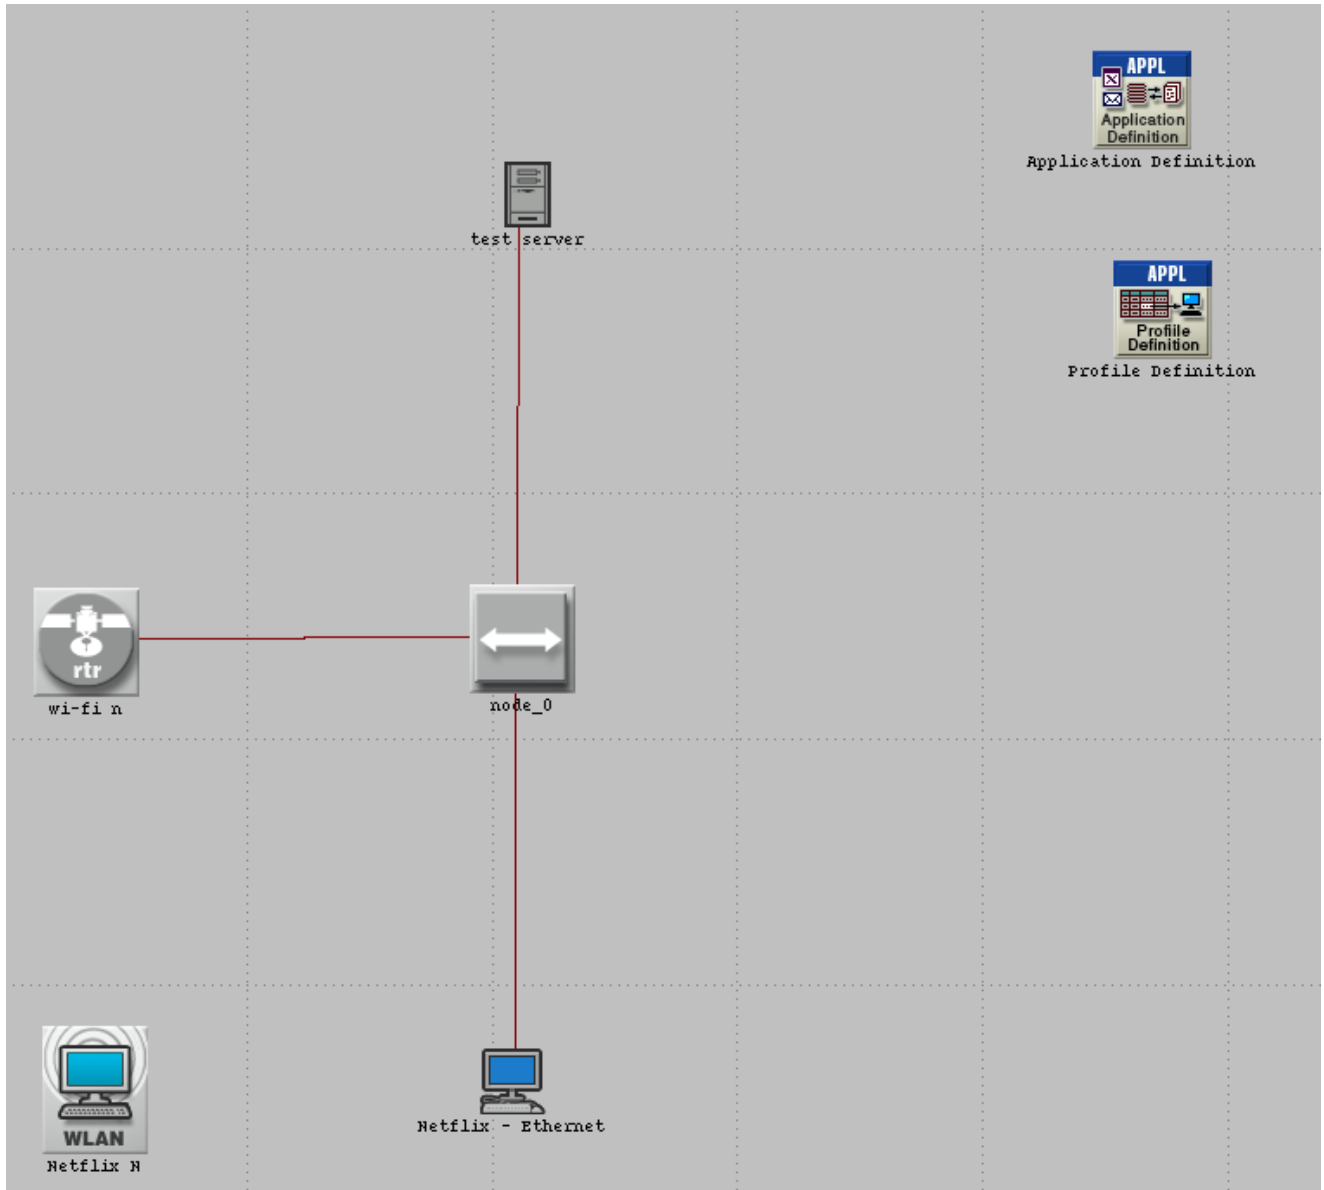 APPL
Application
Definition
Application Definition
test server
APPL
Profiile
Definition
Profile Definition
rtr
wi-fi n
node_0
WLAN
Netflix N
Netflix - Ethernet